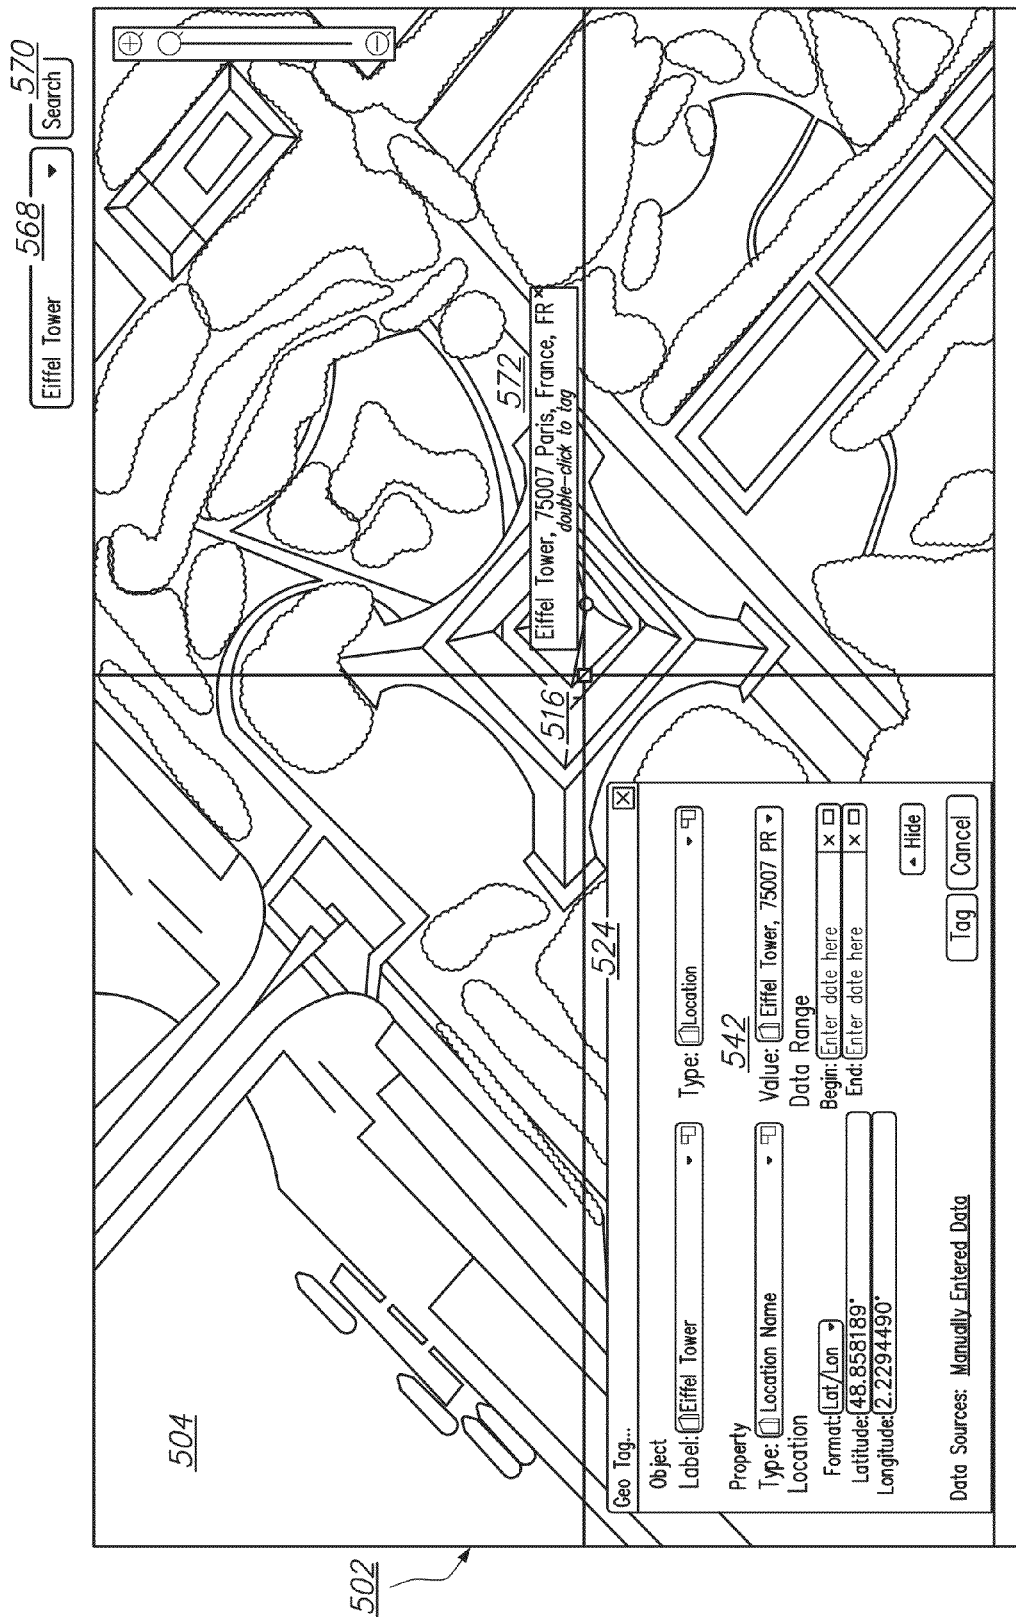 568
570
Eiffel Tower
Search
572
Eiffel Tower, 75007 Paris, France, FR
double-click to tag
516
504
524
Geo Tag...
Object
Label: Eiffel Tower
Type: Location
Property
542
Type: Location Name
Value: Eiffel Tower, 75007 PR
Location
Data Range
Format: Lat/Lon
Begin: Enter date here
Latitude: 48.858189°
End: Enter date here
Longitude: 2.2294490°
Hide
Data Sources: Manually Entered Data
Tag
Cancel
502